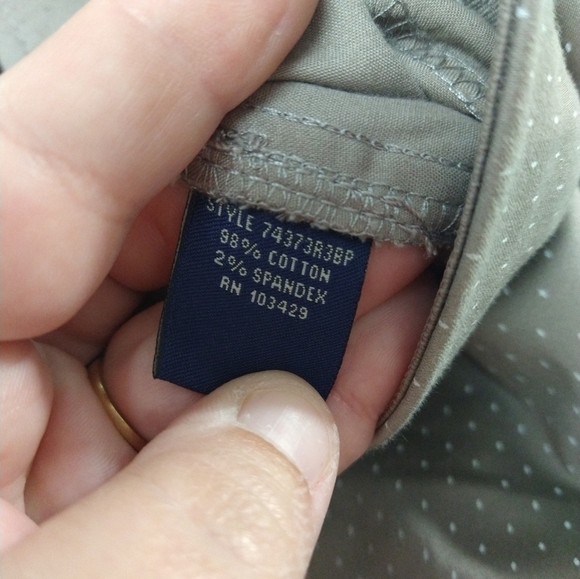 STYLE 74373R3BP
98% COTTON
2% SPANDEX
RN 103429